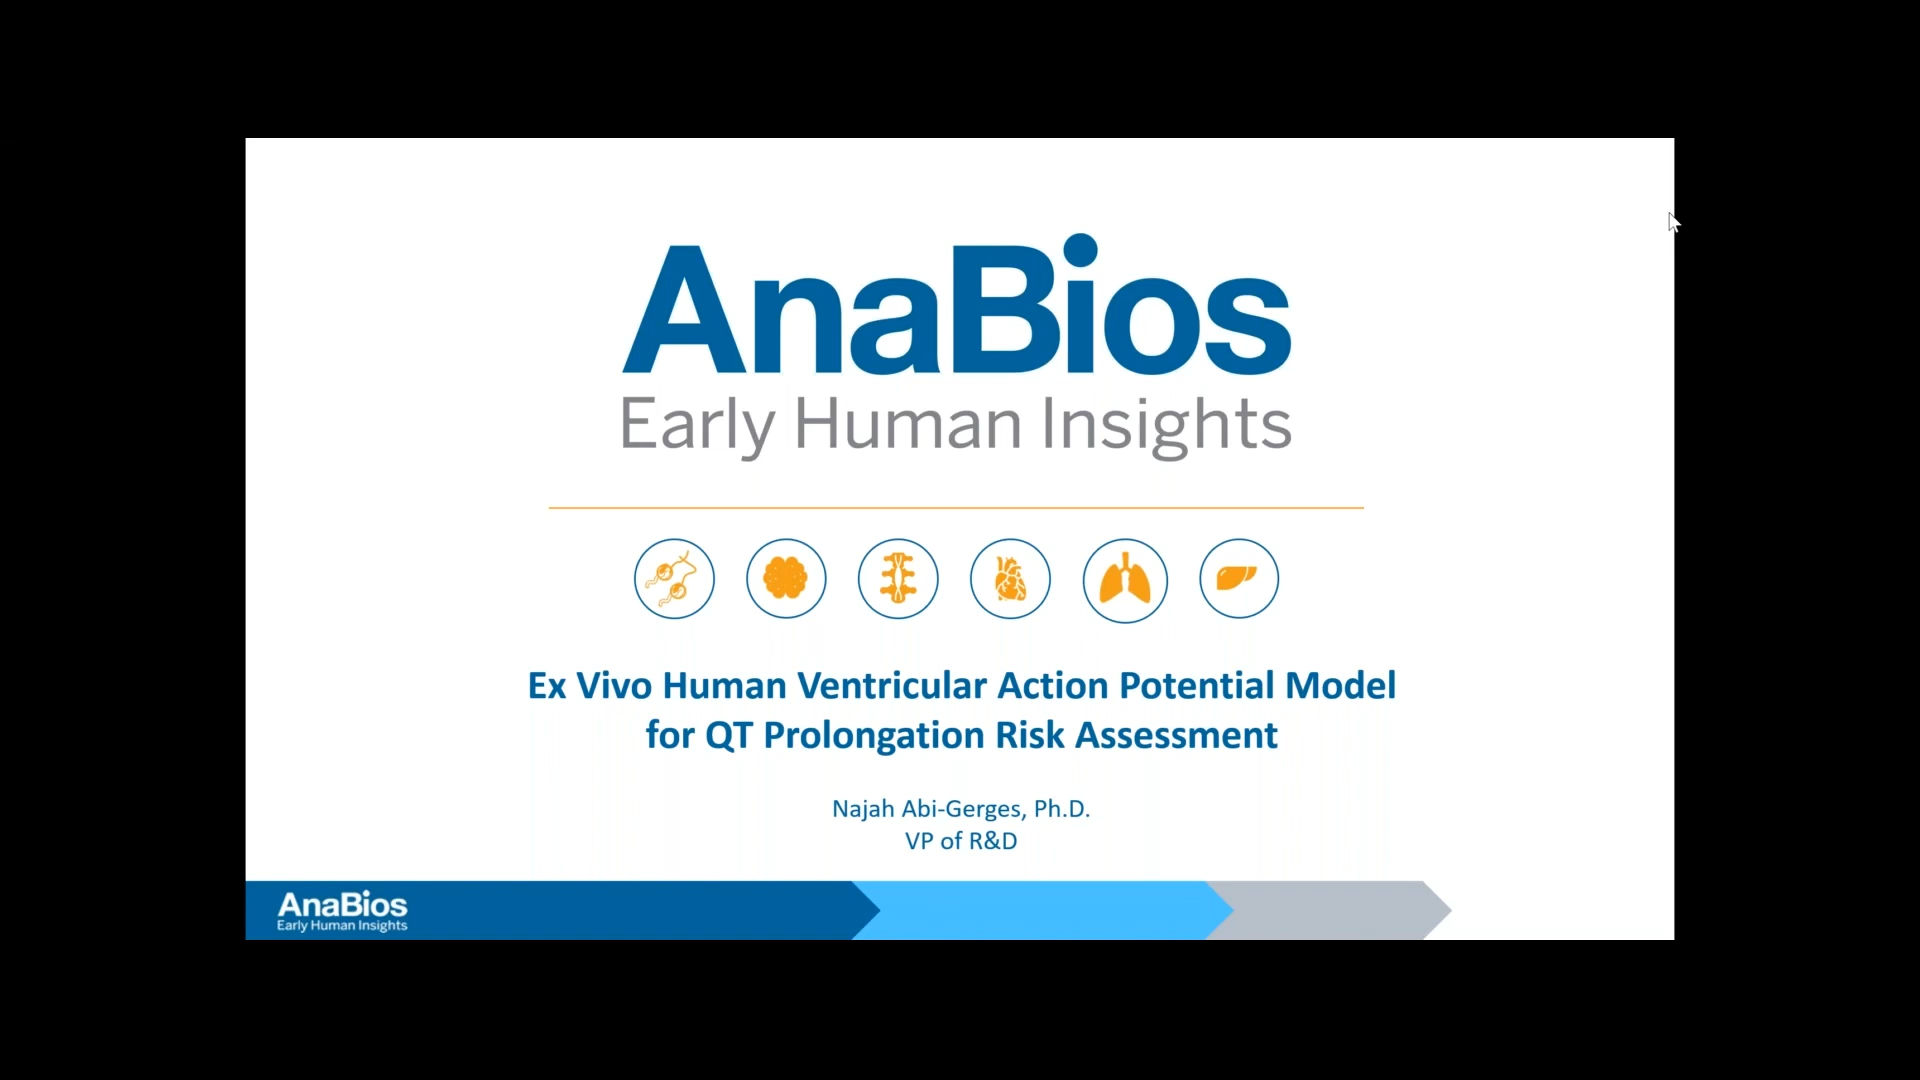 AnaBios
Early Human Insights
Ex Vivo Human Ventricular Action Potential Model
for QT Prolongation Risk Assessment
Najah Abi-Gerges, Ph.D.
VP of R&D
AnaBios
Early Human Insights